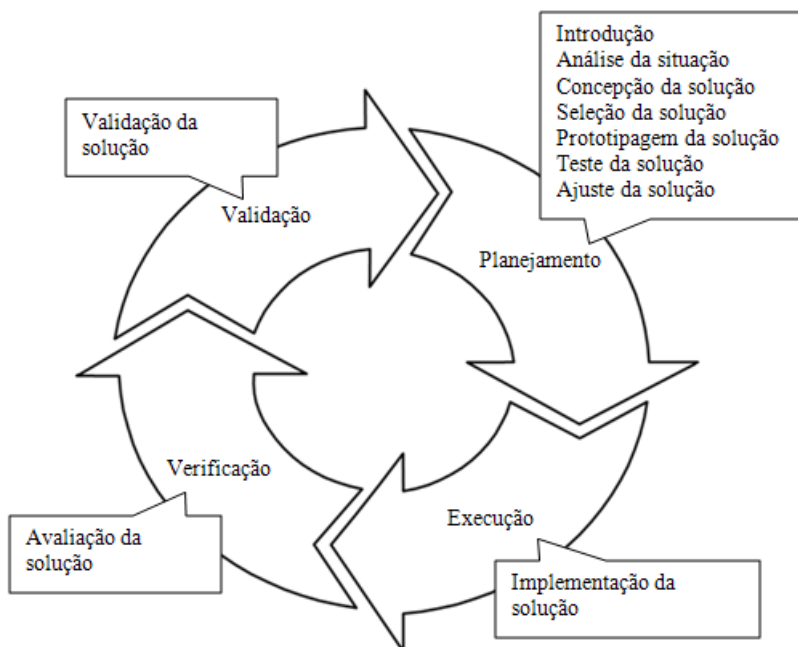 Introdução
Análise da situação
Concepção da solução
Seleção da solução
Prototipagem da solução
Teste da solução
Ajuste da solução
Validação da
solução
Validação
Planejamento
Verificação
Execução
Avaliação da
solução
Implementação da
solução